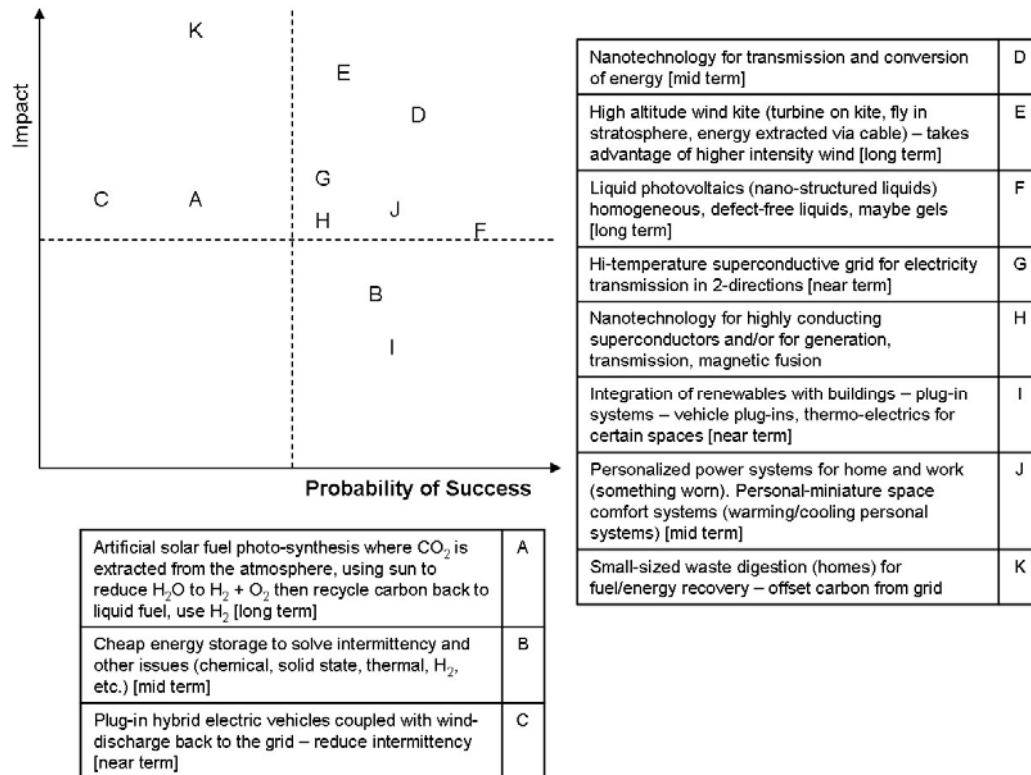 K
E
D
G
C
A
J
H
F
B
I
Impact
Probability of Success
Nanotechnology for transmission and conversion
of energy [mid term]
D
High altitude wind kite (turbine on kite, fly in
stratosphere, energy extracted via cable) – takes
advantage of higher intensity wind [long term]
E
Liquid photovoltaics (nano-structured liquids)
homogeneous, defect-free liquids, maybe gels
[long term]
F
Hi-temperature superconductive grid for electricity
transmission in 2-directions [near term]
G
Nanotechnology for highly conducting
superconductors and/or for generation,
transmission, magnetic fusion
H
Integration of renewables with buildings – plug-in
systems – vehicle plug-ins, thermo-electrics for
certain spaces [near term]
I
Personalized power systems for home and work
(something worn). Personal-miniature space
comfort systems (warming/cooling personal
systems) [mid term]
J
Small-sized waste digestion (homes) for
fuel/energy recovery – offset carbon from grid
K
Artificial solar fuel photo-synthesis where CO₂ is
extracted from the atmosphere, using sun to
reduce H₂O to H₂ + O₂ then recycle carbon back to
liquid fuel, use H₂ [long term]
A
Cheap energy storage to solve intermittency and
other issues (chemical, solid state, thermal, H₂,
etc.) [mid term]
B
Plug-in hybrid electric vehicles coupled with wind-
discharge back to the grid – reduce intermittency
[near term]
C